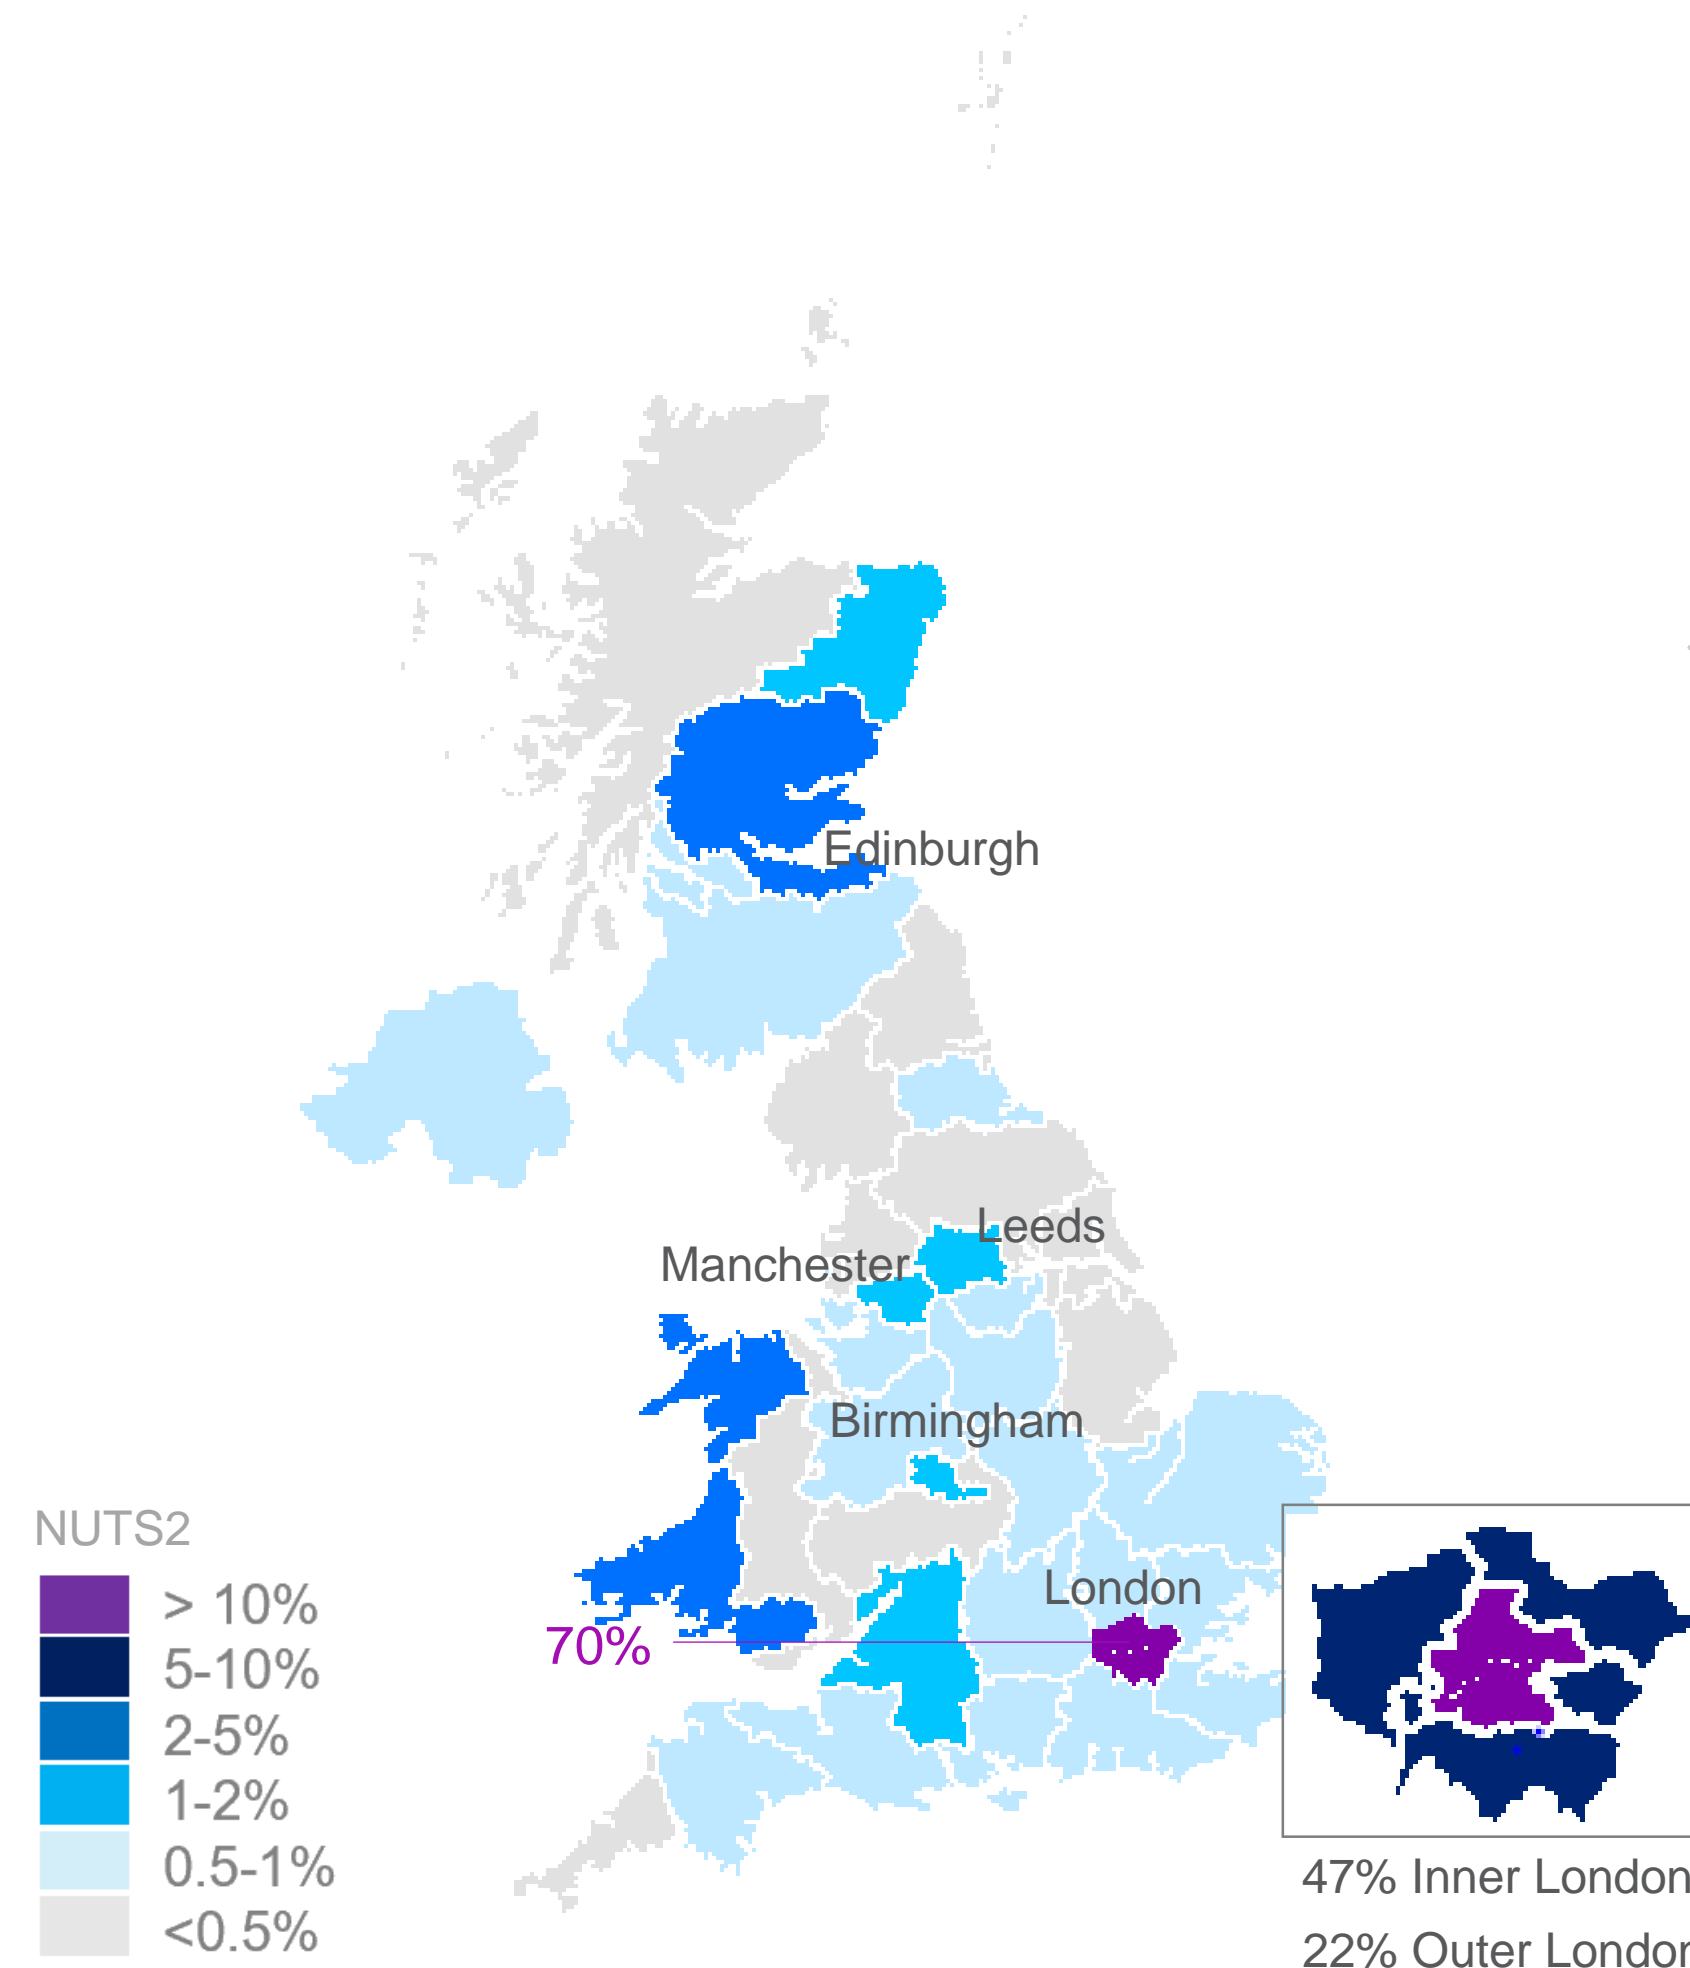 Edinburgh
Leeds
Manchester
Birmingham
London
70%
NUTS2
> 10%
5-10%
2-5%
1-2%
0.5-1%
<0.5%
47% Inner London
22% Outer London